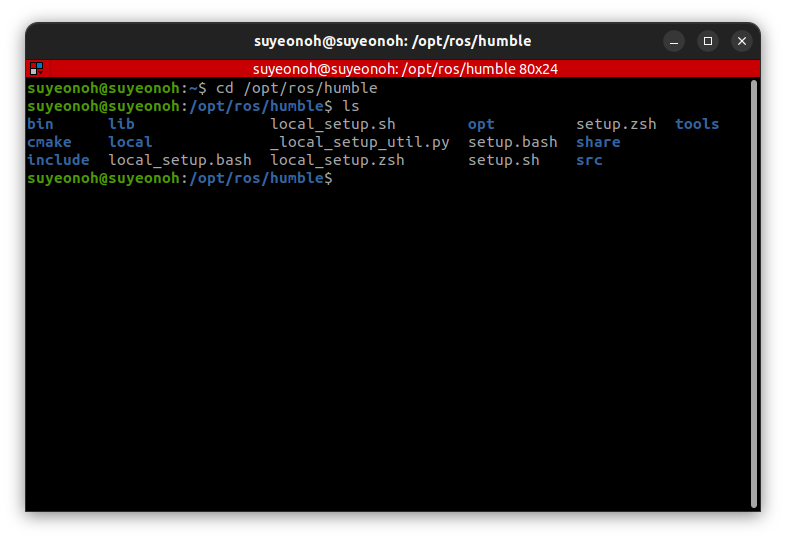 suyeonoh@suyeonoh: /opt/ros/humble
suyeonoh@suyeonoh: /opt/ros/humble 80x24
suyeonoh@suyeonoh:~$ cd /opt/ros/humble
suyeonoh@suyeonoh:/opt/ros/humble$ ls
bin      lib               local_setup.sh        opt         setup.zsh  tools
cmake    local             _local_setup_util.py  setup.bash  share
include  local_setup.bash  local_setup.zsh       setup.sh    src
suyeonoh@suyeonoh:/opt/ros/humble$